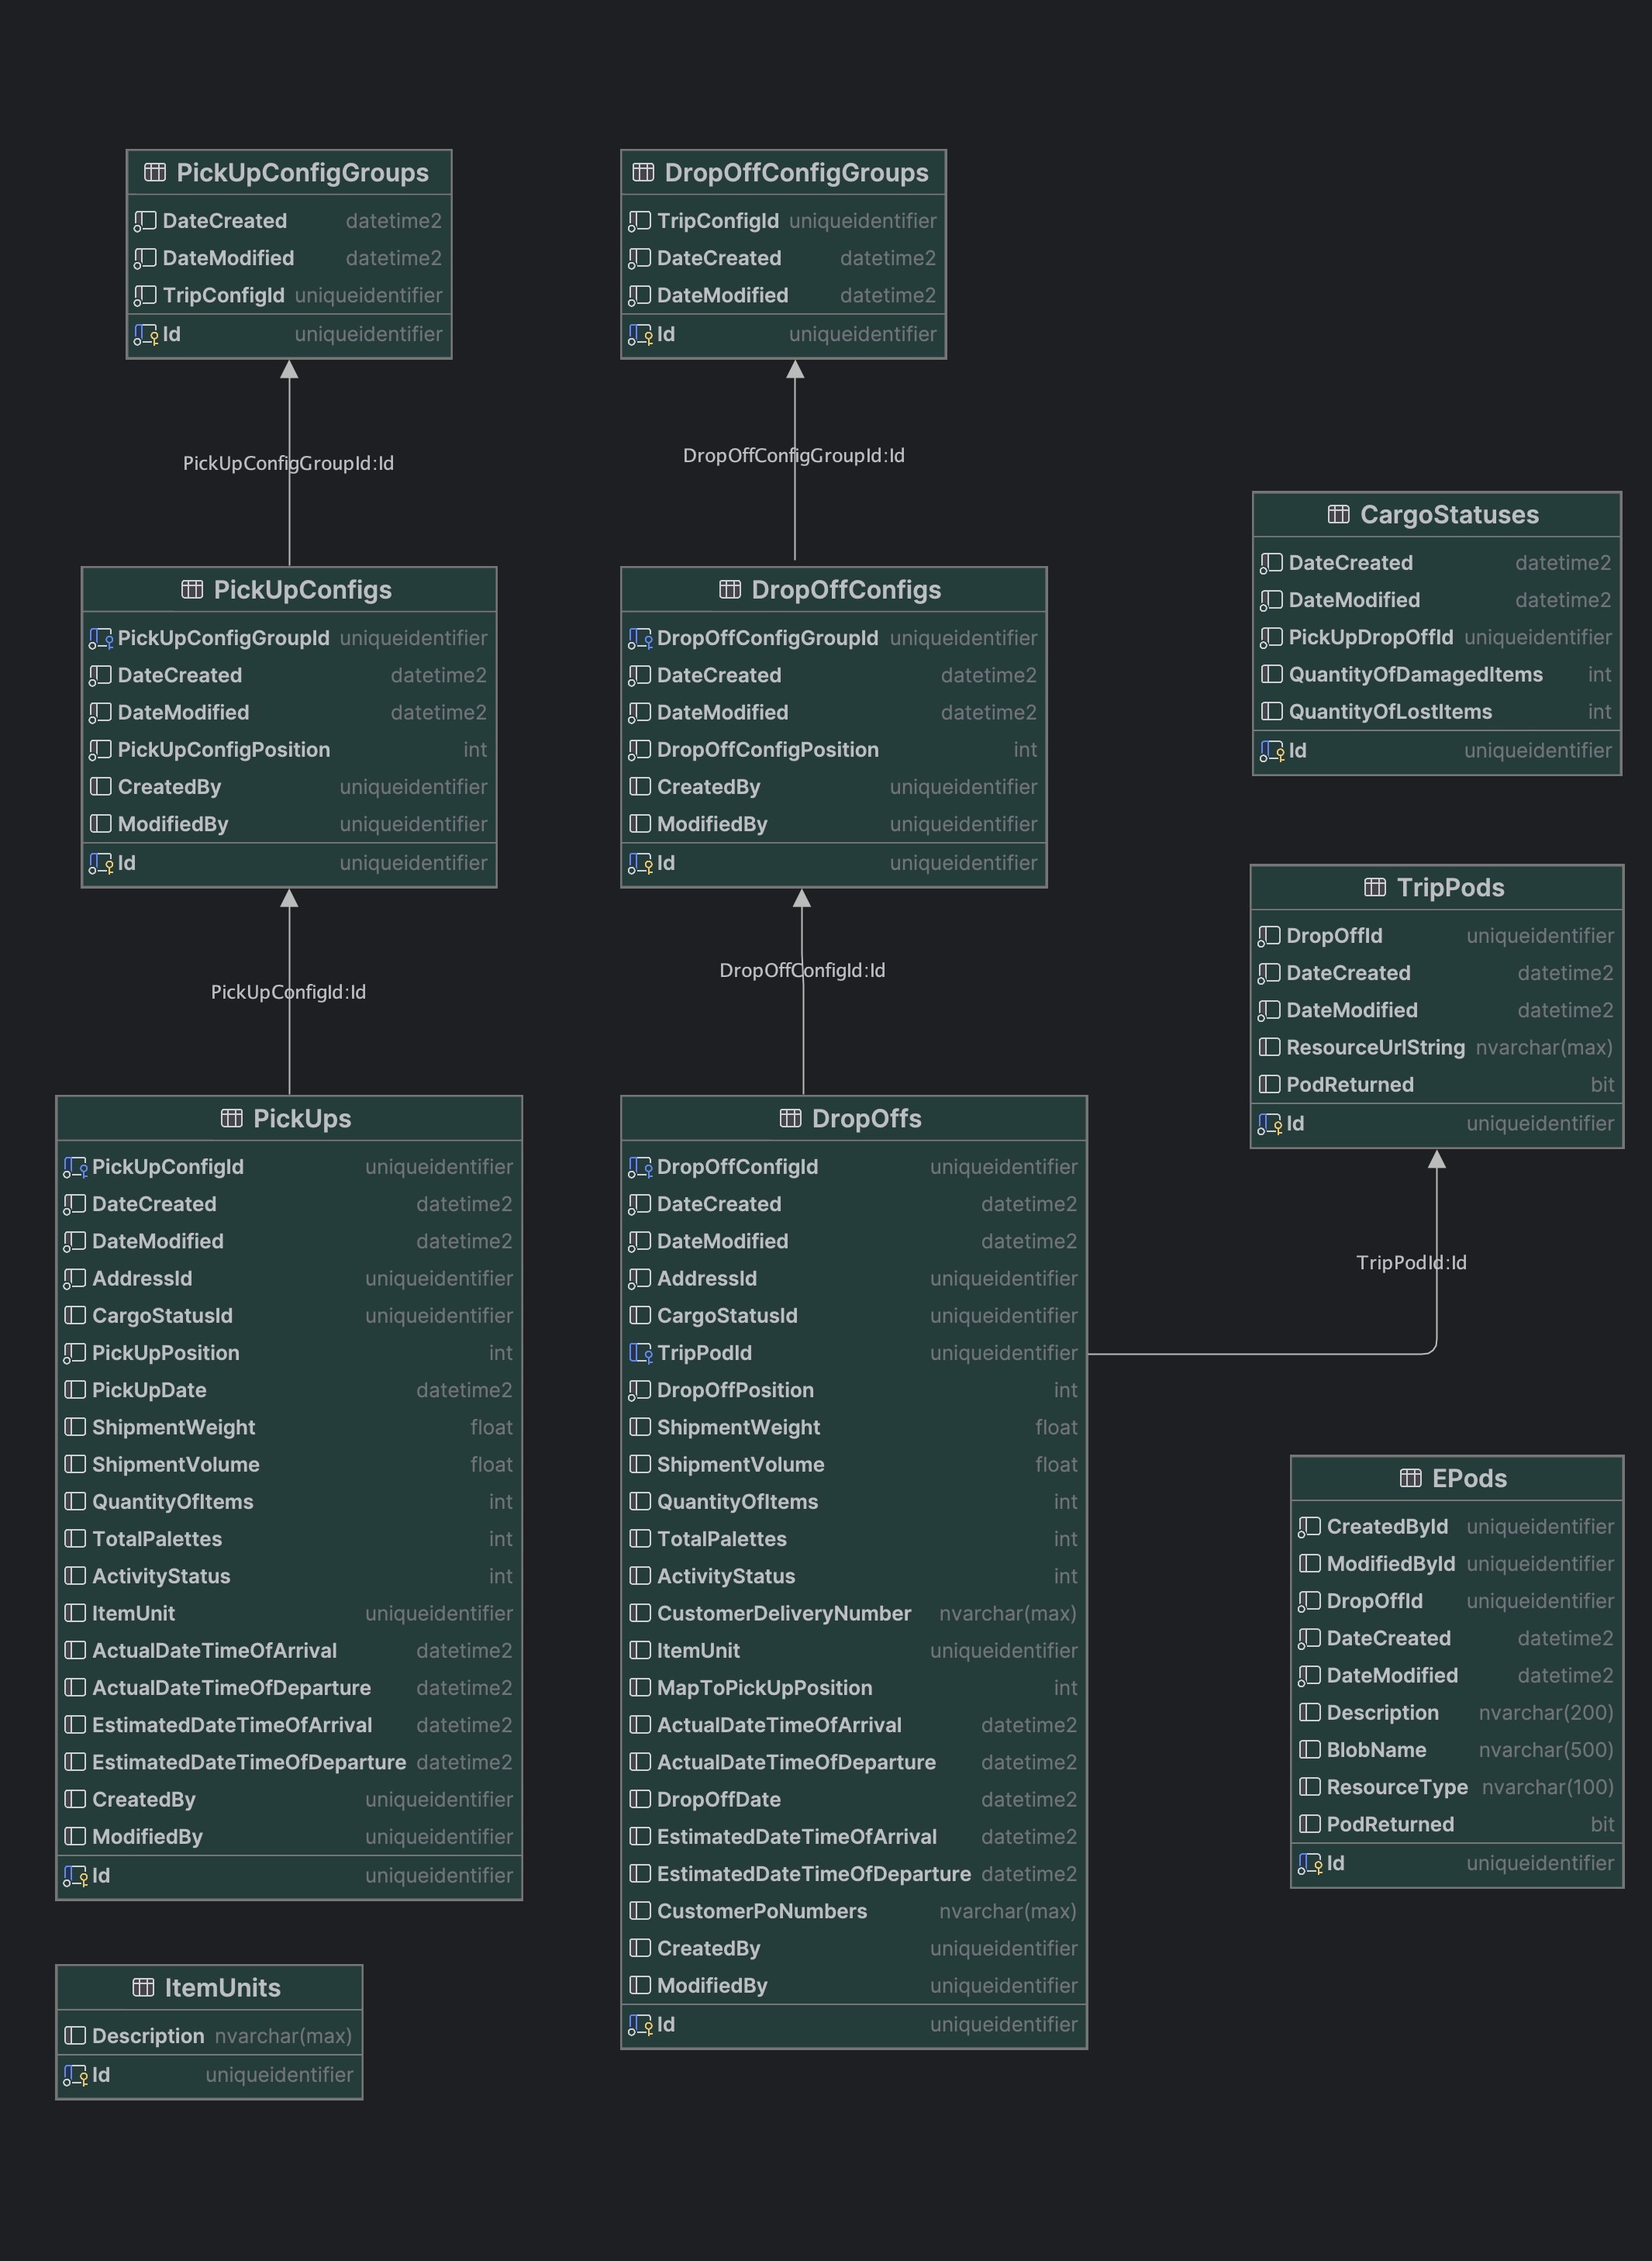 PickUpConfigGroups
DateCreated datetime2
DateModified datetime2
TripConfigId uniqueidentifier
Id uniqueidentifier
DropOffConfigGroups
TripConfigId uniqueidentifier
DateCreated datetime2
DateModified datetime2
Id uniqueidentifier
PickUpConfigGroupId:Id
DropOffConfigGroupId:Id
PickUpConfigs
PickUpConfigGroupId uniqueidentifier
DateCreated datetime2
DateModified datetime2
PickUpConfigPosition int
CreatedBy uniqueidentifier
ModifiedBy uniqueidentifier
Id uniqueidentifier
DropOffConfigs
DropOffConfigGroupId uniqueidentifier
DateCreated datetime2
DateModified datetime2
DropOffConfigPosition int
CreatedBy uniqueidentifier
ModifiedBy uniqueidentifier
Id uniqueidentifier
CargoStatuses
DateCreated datetime2
DateModified datetime2
PickUpDropOffId uniqueidentifier
QuantityOfDamagedItems int
QuantityOfLostItems int
Id uniqueidentifier
PickUpConfigId:Id
DropOffConfigId:Id
TripPods
DropOffId uniqueidentifier
DateCreated datetime2
DateModified datetime2
ResourceUrlString nvarchar(max)
PodReturned bit
Id uniqueidentifier
TripPodId:Id
PickUps
PickUpConfigId uniqueidentifier
DateCreated datetime2
DateModified datetime2
AddressId uniqueidentifier
CargoStatusId uniqueidentifier
PickUpPosition int
PickUpDate datetime2
ShipmentWeight float
ShipmentVolume float
QuantityOfItems int
TotalPalettes int
ActivityStatus int
ItemUnit uniqueidentifier
ActualDateTimeOfArrival datetime2
ActualDateTimeOfDeparture datetime2
EstimatedDateTimeOfArrival datetime2
EstimatedDateTimeOfDeparture datetime2
CreatedBy uniqueidentifier
ModifiedBy uniqueidentifier
Id uniqueidentifier
DropOffs
DropOffConfigId uniqueidentifier
DateCreated datetime2
DateModified datetime2
AddressId uniqueidentifier
CargoStatusId uniqueidentifier
TripPodId uniqueidentifier
DropOffPosition int
ShipmentWeight float
ShipmentVolume float
QuantityOfItems int
TotalPalettes int
ActivityStatus int
CustomerDeliveryNumber nvarchar(max)
ItemUnit uniqueidentifier
MapToPickUpPosition int
ActualDateTimeOfArrival datetime2
ActualDateTimeOfDeparture datetime2
DropOffDate datetime2
EstimatedDateTimeOfArrival datetime2
EstimatedDateTimeOfDeparture datetime2
CustomerPoNumbers nvarchar(max)
CreatedBy uniqueidentifier
ModifiedBy uniqueidentifier
Id uniqueidentifier
EPods
CreatedById uniqueidentifier
ModifiedById uniqueidentifier
DropOffId uniqueidentifier
DateCreated datetime2
DateModified datetime2
Description nvarchar(200)
BlobName nvarchar(500)
ResourceType nvarchar(100)
PodReturned bit
Id uniqueidentifier
ItemUnits
Description nvarchar(max)
Id uniqueidentifier